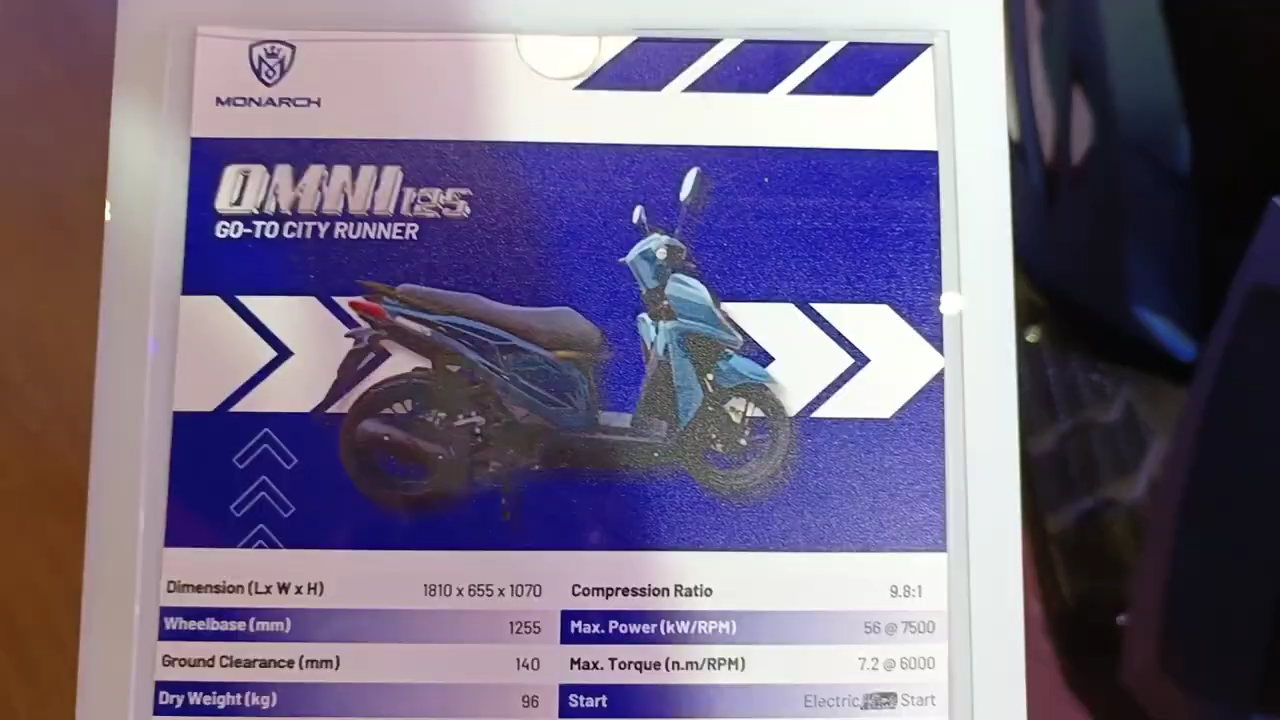 MONARCH
OMNI 125
GO-TO CITY RUNNER
Dimension (L x W x H) 1810 x 655 x 1070
Wheelbase (mm) 1255
Ground Clearance (mm) 140
Dry Weight (kg) 96
Compression Ratio 9.8:1
Max. Power (kW/RPM) 56 @ 7500
Max. Torque (n.m/RPM) 7.2 @ 6000
Start Electric Start